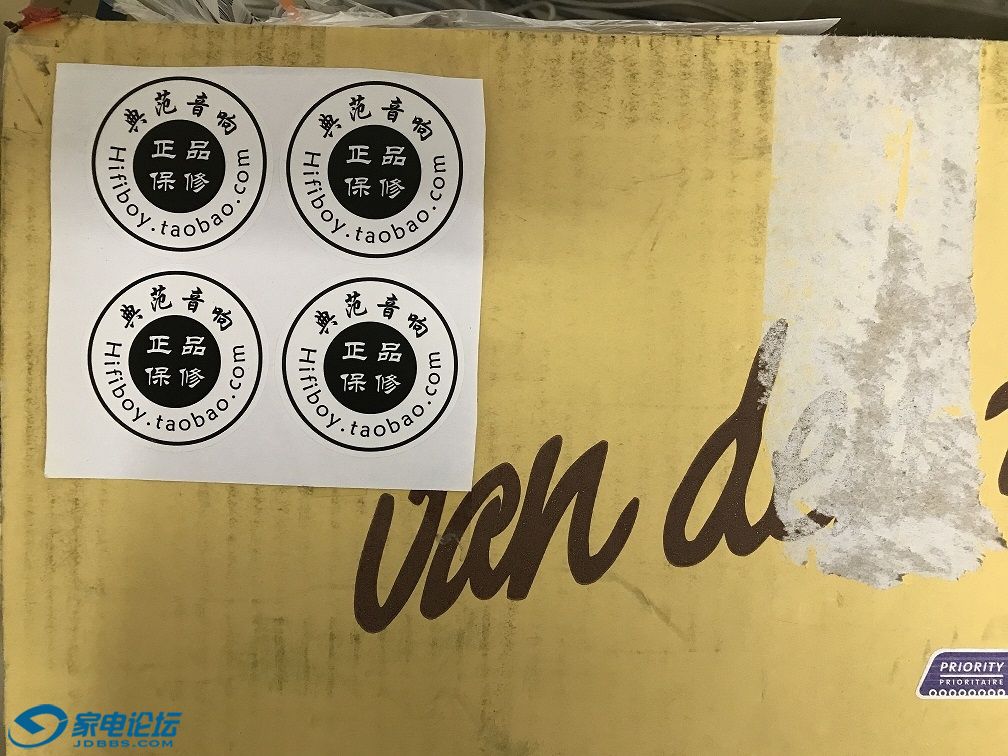 典范音响
正品
保修
Hifiboy.taobao.com
典范音响
正品
保修
Hifiboy.taobao.com
典范音响
正品
保修
Hifiboy.taobao.com
典范音响
正品
保修
Hifiboy.taobao.com
van de
PRIORITY
PRIORITAIRE
家电论坛
JDBBS.COM